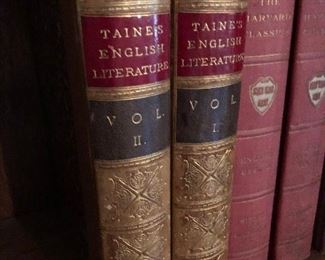 TAINE'S
ENGLISH
LITERATURE
VOL.
II.
TAINE'S
ENGLISH
LITERATURE
VOL.
I.
THE
HARVARD
CLASSICS